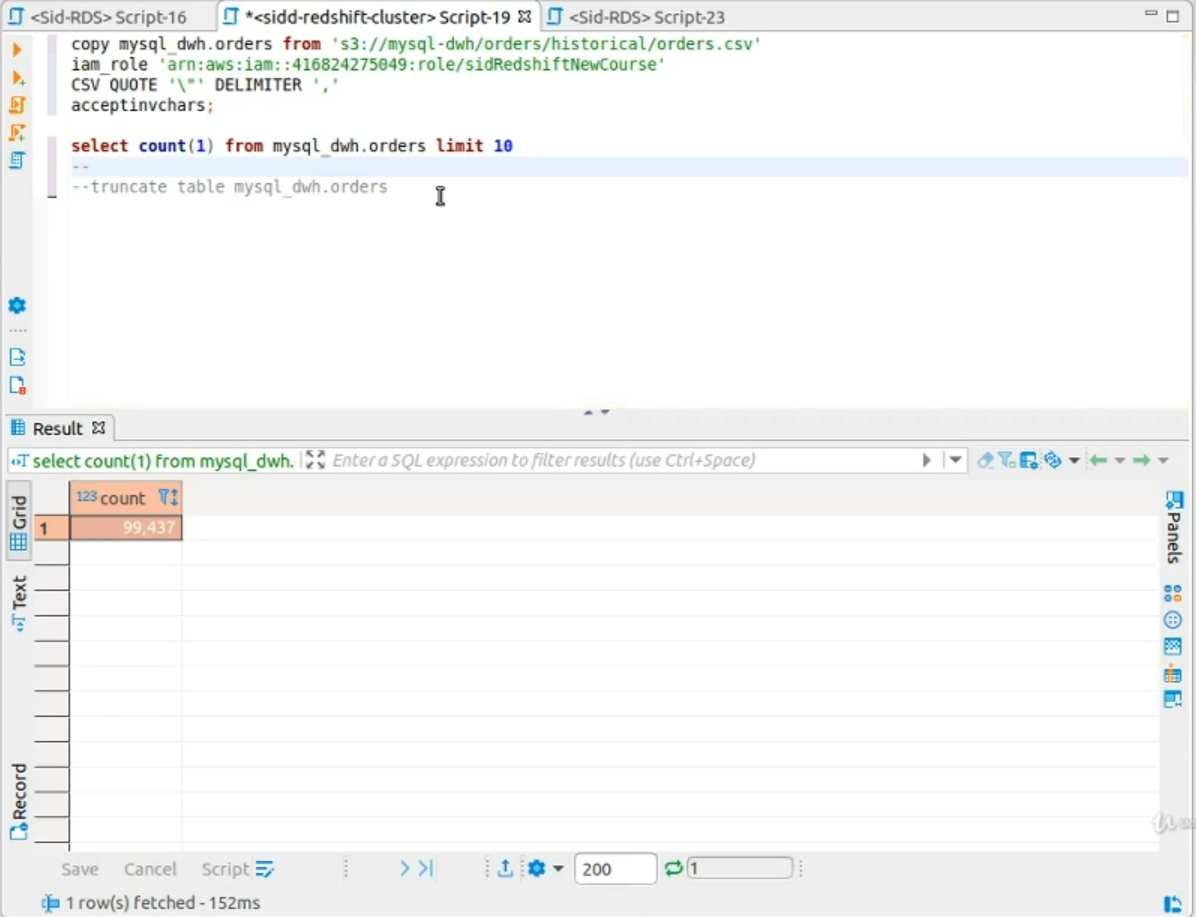 <Sid-RDS> Script-16
*<sidd-redshift-cluster> Script-19
<Sid-RDS> Script-23
copy mysql_dwh.orders from 's3://mysql-dwh/orders/historical/orders.csv'
iam_role 'arn:aws:iam::416824275049:role/sidRedshiftNewCourse'
CSV QUOTE '\"' DELIMITER ','
acceptinvchars;
select count(1) from mysql_dwh.orders limit 10
--
--truncate table mysql_dwh.orders
Result
select count(1) from mysql_dwh.
Enter a SQL expression to filter results (use Ctrl+Space)
Grid
Text
Record
123 count
1 99,437
Panels
Save Cancel Script
200
1
1 row(s) fetched - 152ms